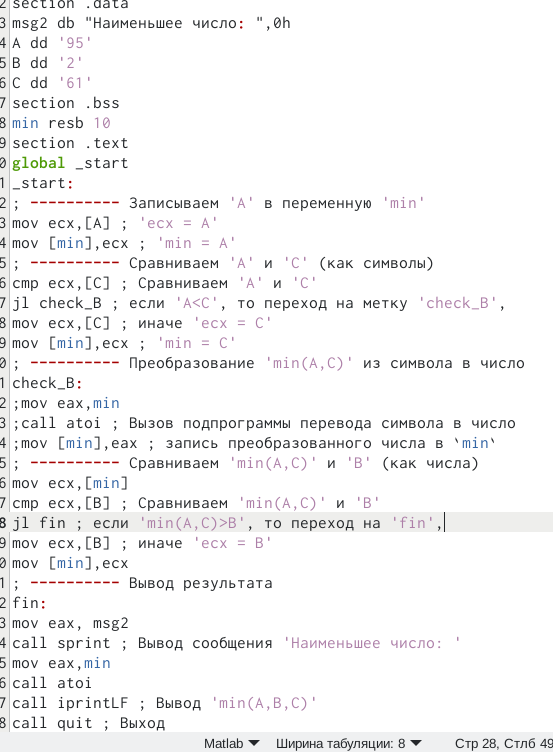 2 section .data
3 msg2 db "Наименьшее число: ",0h
4 A dd '95'
5 B dd '2'
6 C dd '61'
7 section .bss
8 min resb 10
9 section .text
0 global _start
1 _start:
2 ; ---------- Записываем 'A' в переменную 'min'
3 mov ecx,[A] ; 'ecx = A'
4 mov [min],ecx ; 'min = A'
5 ; ---------- Сравниваем 'A' и 'С' (как символы)
6 cmp ecx,[C] ; Сравниваем 'A' и 'С'
7 jl check_B ; если 'A<C', то переход на метку 'check_B',
8 mov ecx,[C] ; иначе 'ecx = C'
9 mov [min],ecx ; 'min = C'
0 ; ---------- Преобразование 'min(A,C)' из символа в число
1 check_B:
2 ;mov eax,min
3 ;call atoi ; Вызов подпрограммы перевода символа в число
4 ;mov [min],eax ; запись преобразованного числа в `min`
5 ; ---------- Сравниваем 'min(A,C)' и 'B' (как числа)
6 mov ecx,[min]
7 cmp ecx,[B] ; Сравниваем 'min(A,C)' и 'B'
8 jl fin ; если 'min(A,C)>B', то переход на 'fin',
9 mov ecx,[B] ; иначе 'ecx = B'
0 mov [min],ecx
1 ; ---------- Вывод результата
2 fin:
3 mov eax, msg2
4 call sprint ; Вывод сообщения 'Наименьшее число: '
5 mov eax,min
6 call atoi
7 call iprintLF ; Вывод 'min(A,B,C)'
8 call quit ; Выход
Matlab Ширина табуляции: 8 Стр 28, Стлб 49